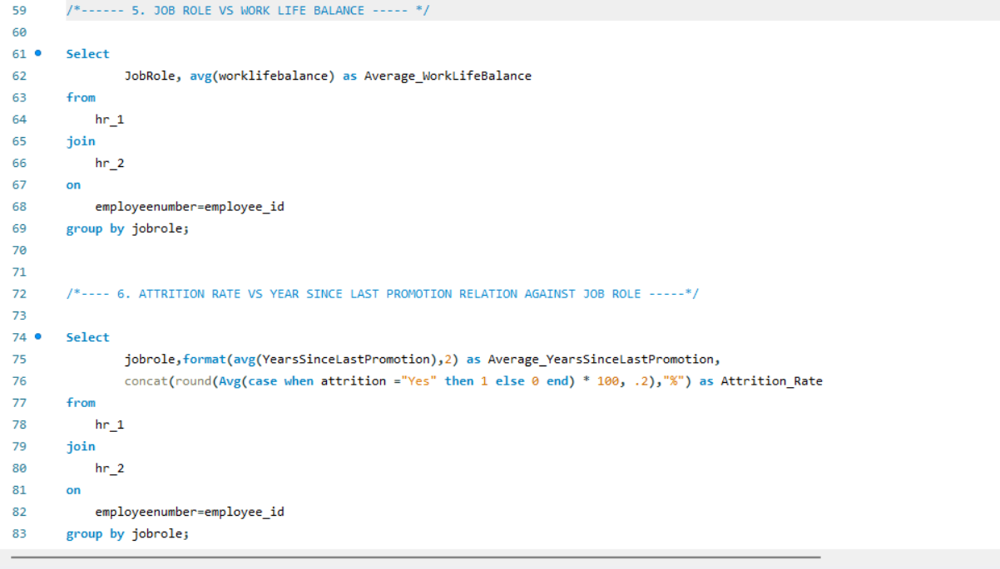 59 /*------ 5. JOB ROLE VS WORK LIFE BALANCE ----- */
60
61 Select
62 JobRole, avg(worklifebalance) as Average_WorkLifeBalance
63 from
64 hr_1
65 join
66 hr_2
67 on
68 employeenumber=employee_id
69 group by jobrole;
70
71
72 /*---- 6. ATTRITION RATE VS YEAR SINCE LAST PROMOTION RELATION AGAINST JOB ROLE -----*/
73
74 Select
75 jobrole,format(avg(YearsSinceLastPromotion),2) as Average_YearsSinceLastPromotion,
76 concat(round(Avg(case when attrition ="Yes" then 1 else 0 end) * 100, .2),"%") as Attrition_Rate
77 from
78 hr_1
79 join
80 hr_2
81 on
82 employeenumber=employee_id
83 group by jobrole;